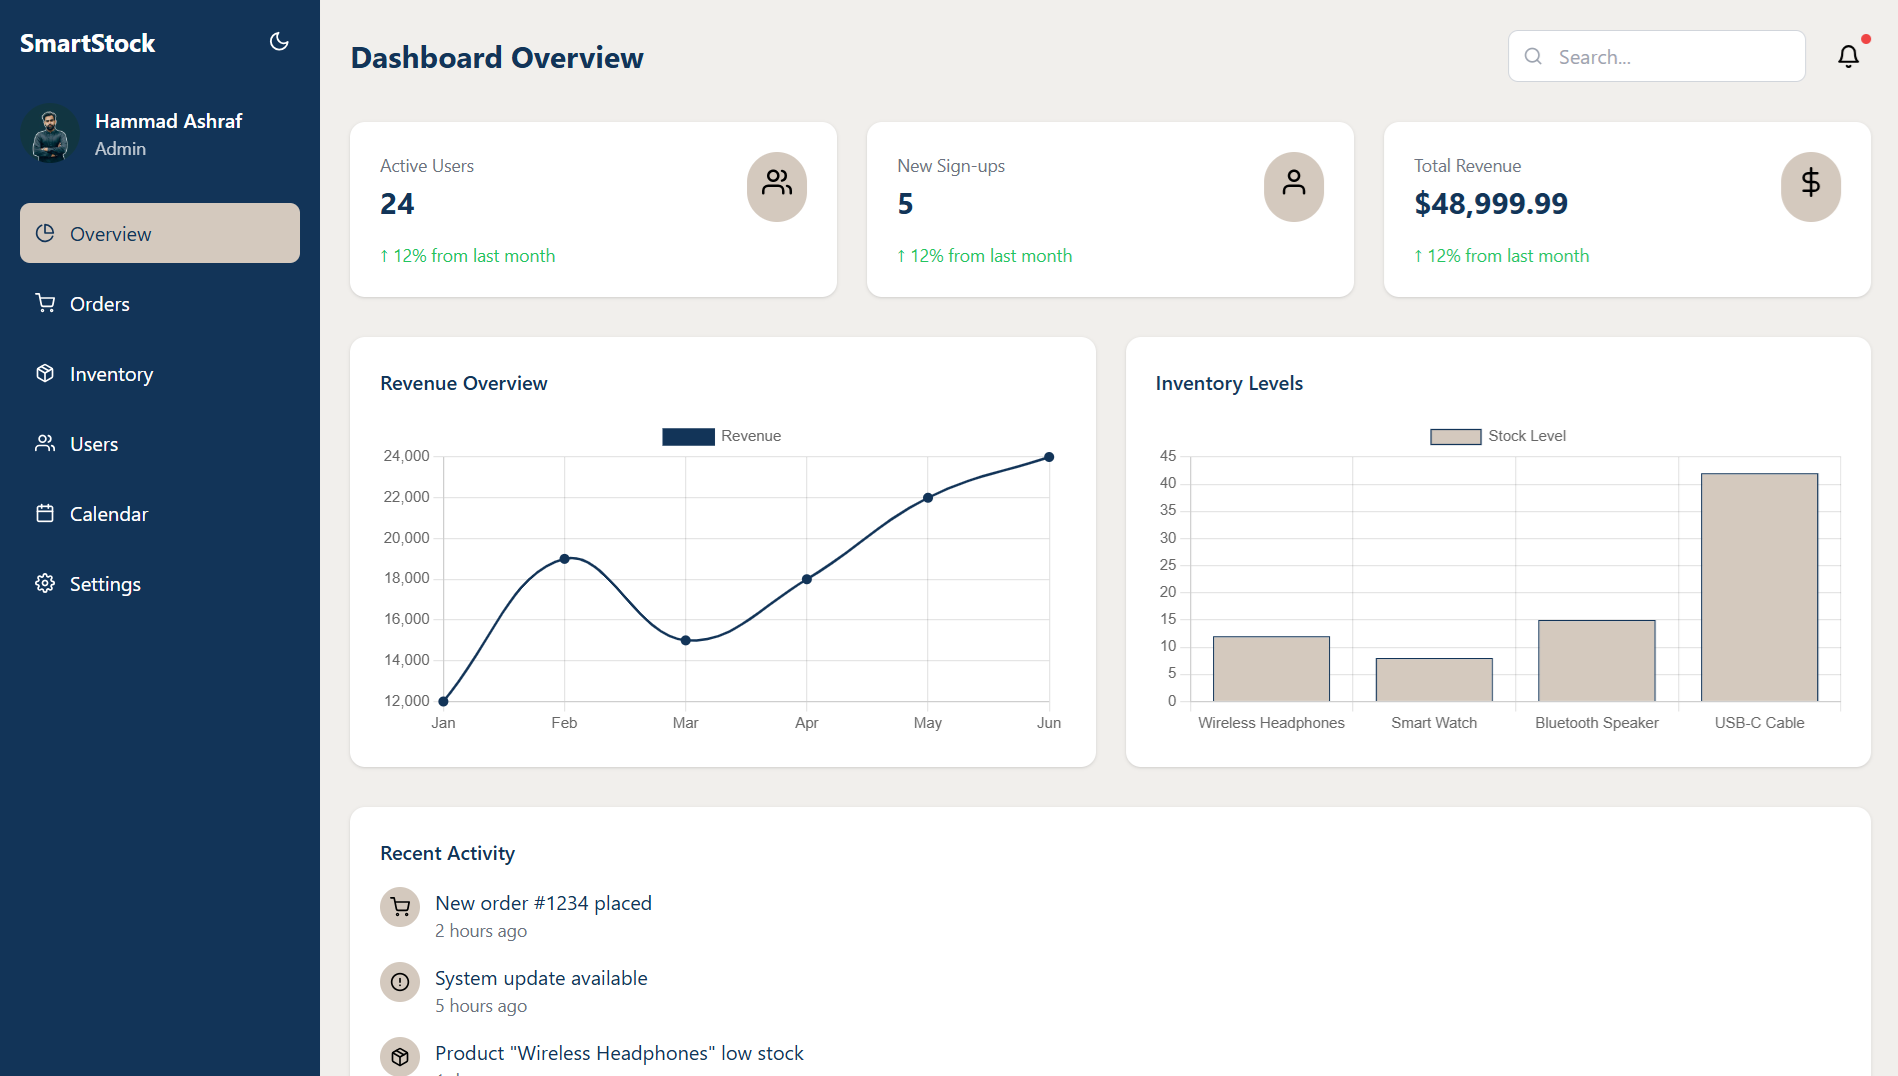 SmartStock
Hammad Ashraf
Admin
Overview
Orders
Inventory
Users
Calendar
Settings
Dashboard Overview
Search...
Active Users
24
↑ 12% from last month
New Sign-ups
5
↑ 12% from last month
Total Revenue
$48,999.99
↑ 12% from last month
Revenue Overview
Revenue
24,000
22,000
20,000
18,000
16,000
14,000
12,000
Jan Feb Mar Apr May Jun
Inventory Levels
Stock Level
45
40
35
30
25
20
15
10
5
0
Wireless Headphones Smart Watch Bluetooth Speaker USB-C Cable
Recent Activity
New order #1234 placed
2 hours ago
System update available
5 hours ago
Product "Wireless Headphones" low stock